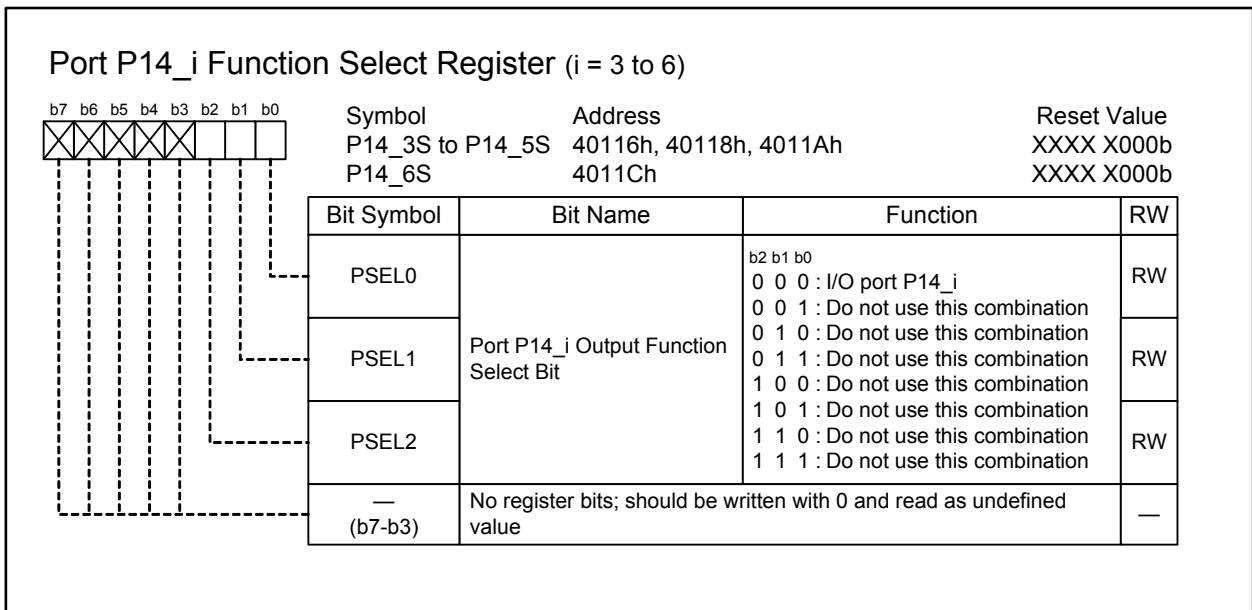 Port P14_i Function Select Register (i = 3 to 6)
b7 b6 b5 b4 b3 b2 b1 b0
Symbol Address Reset Value
P14_3S to P14_5S 40116h, 40118h, 4011Ah XXXX X000b
P14_6S 4011Ch XXXX X000b
Bit Symbol Bit Name Function RW
PSEL0 RW
PSEL1 RW
PSEL2 RW
Port P14_i Output Function
Select Bit
b2 b1 b0
0 0 0 : I/O port P14_i
0 0 1 : Do not use this combination
0 1 0 : Do not use this combination
0 1 1 : Do not use this combination
1 0 0 : Do not use this combination
1 0 1 : Do not use this combination
1 1 0 : Do not use this combination
1 1 1 : Do not use this combination
—
(b7-b3)
No register bits; should be written with 0 and read as undefined
value
—